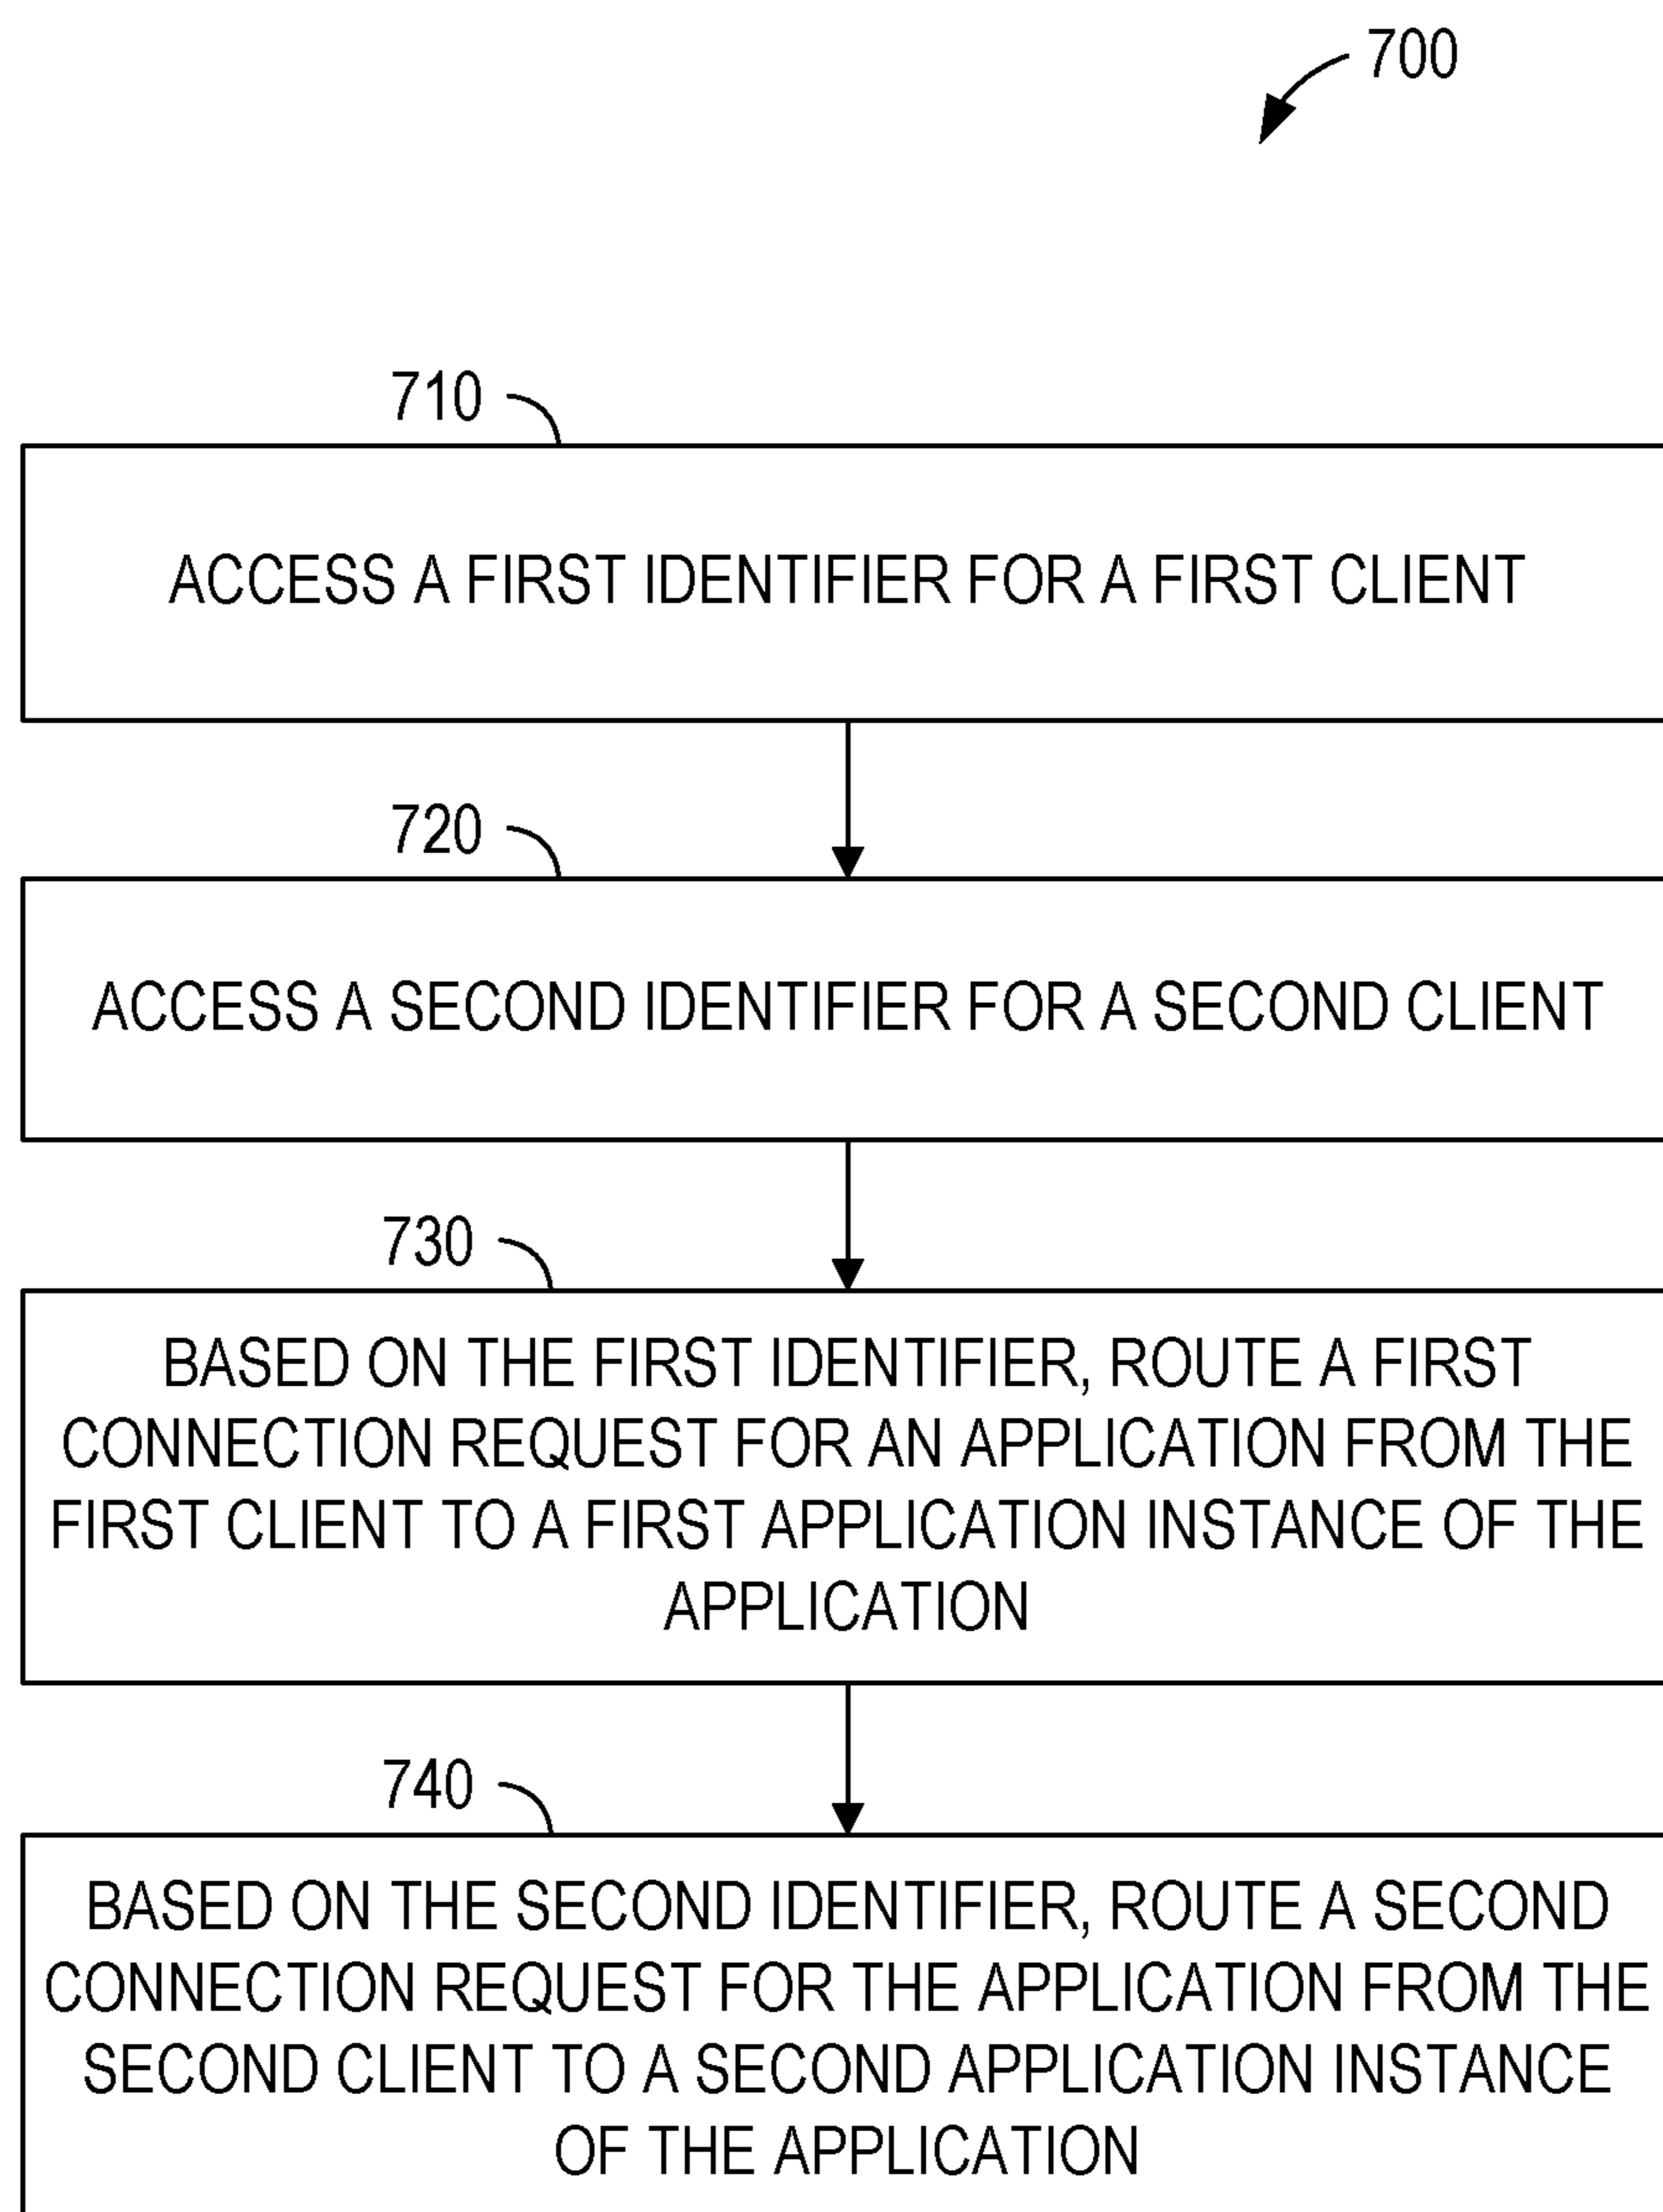 700
710
ACCESS A FIRST IDENTIFIER FOR A FIRST CLIENT
720
ACCESS A SECOND IDENTIFIER FOR A SECOND CLIENT
730
BASED ON THE FIRST IDENTIFIER, ROUTE A FIRST
CONNECTION REQUEST FOR AN APPLICATION FROM THE
FIRST CLIENT TO A FIRST APPLICATION INSTANCE OF THE
APPLICATION
740
BASED ON THE SECOND IDENTIFIER, ROUTE A SECOND
CONNECTION REQUEST FOR THE APPLICATION FROM THE
SECOND CLIENT TO A SECOND APPLICATION INSTANCE
OF THE APPLICATION